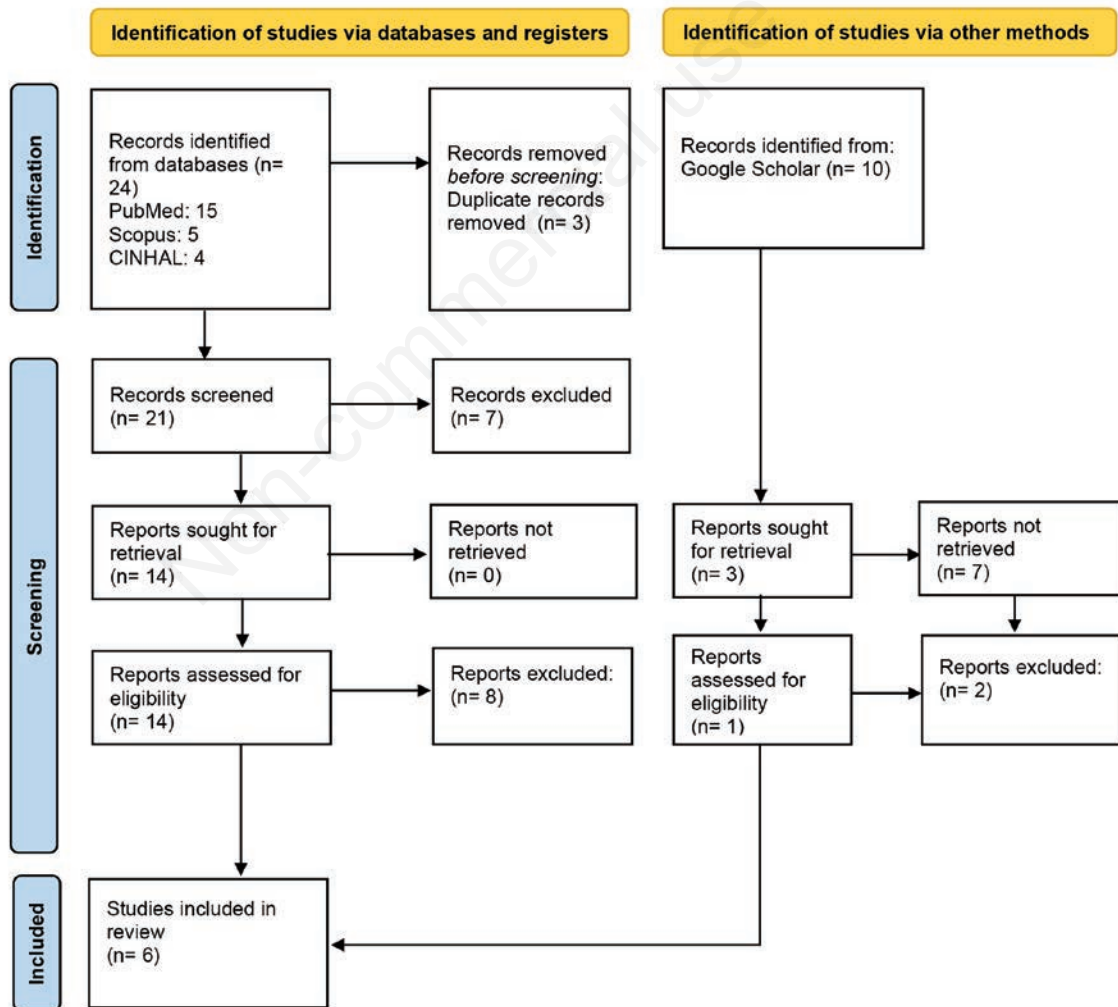 Identification of studies via databases and registers
Identification of studies via other methods
Identification
Records identified
from databases (n=
24)
PubMed: 15
Scopus: 5
CINHAL: 4
Records removed
before screening:
Duplicate records
removed (n= 3)
Records identified from:
Google Scholar (n= 10)
Screening
Records screened
(n= 21)
Records excluded
(n= 7)
Reports sought for
retrieval
(n= 14)
Reports not
retrieved
(n= 0)
Reports sought
for retrieval
(n= 3)
Reports not
retrieved
(n= 7)
Reports assessed for
eligibility
(n= 14)
Reports excluded:
(n= 8)
Reports
assessed for
eligibility
(n= 1)
Reports excluded:
(n= 2)
Included
Studies included in
review
(n= 6)
Non-commercial use